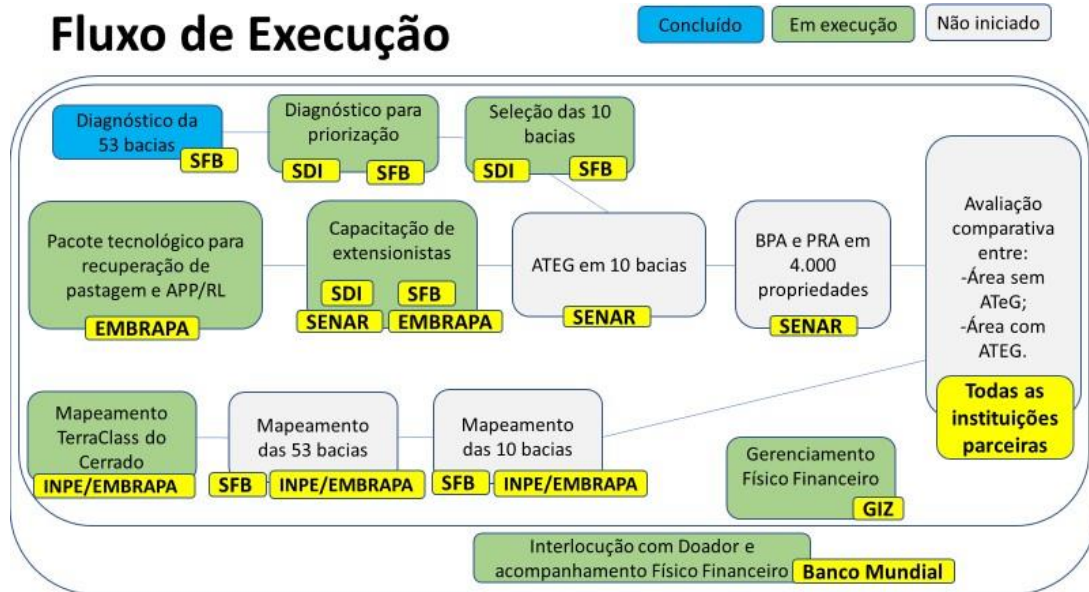 Fluxo de Execução
Concluído
Em execução
Não iniciado
Diagnóstico da
53 bacias
SFB
Diagnóstico para
priorização
SDI
SFB
Seleção das 10
bacias
SDI
SFB
Pacote tecnológico para
recuperação de
pastagem e APP/RL
EMBRAPA
Capacitação de
extensionistas
SDI
SFB
SENAR
EMBRAPA
ATEG em 10 bacias
SENAR
BPA e PRA em
4.000
propriedades
SENAR
Avaliação
comparativa
entre:
-Área sem
ATeG;
-Área com
ATEG.
Todas as
instituições
parceiras
Mapeamento
TerraClass do
Cerrado
INPE/EMBRAPA
Mapeamento
das 53 bacias
SFB
INPE/EMBRAPA
Mapeamento
das 10 bacias
SFB
INPE/EMBRAPA
Gerenciamento
Físico Financeiro
GIZ
Interlocução com Doador e
acompanhamento Físico Financeiro
Banco Mundial